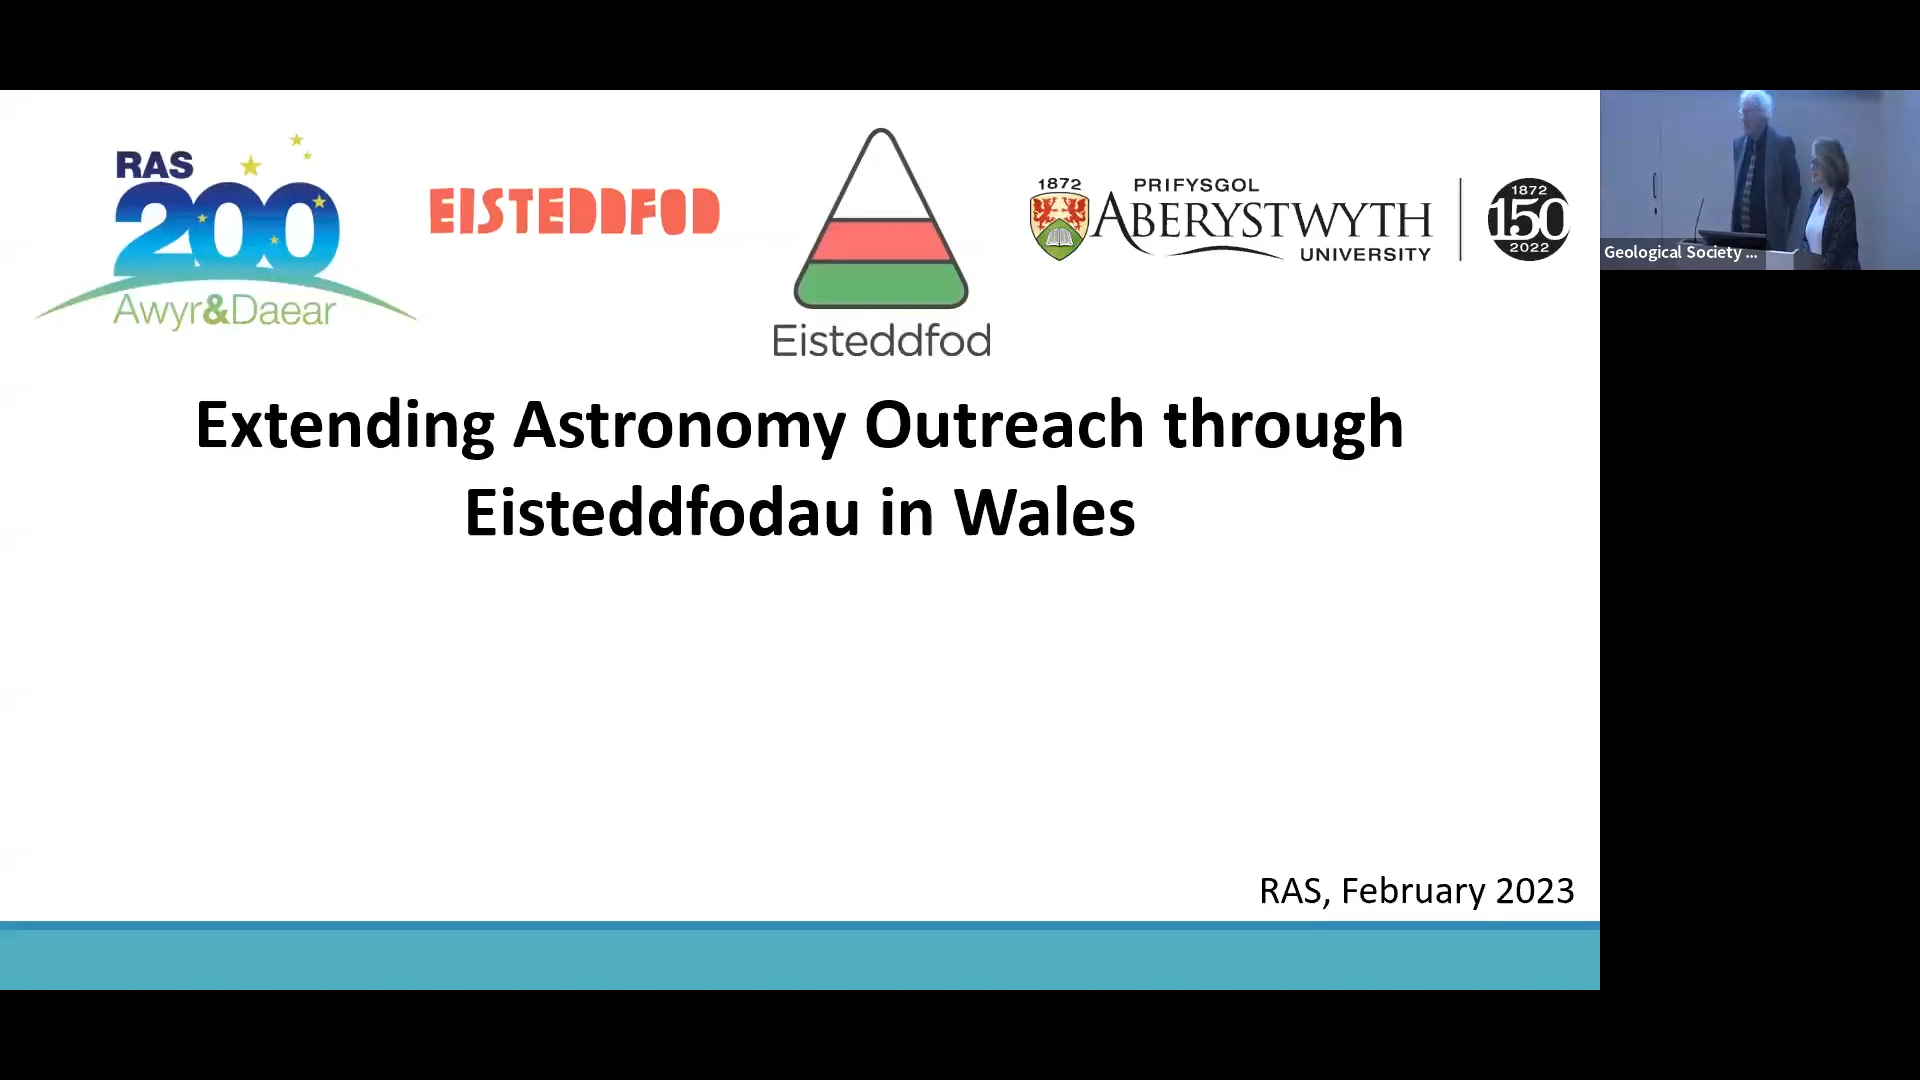 RAS
200
Awyr&Daear
EISTEDDFOD
Eisteddfod
1872
PRIFYSGOL
ABERYSTWYTH
UNIVERSITY
1872
150
2022
Geological Society ...
Extending Astronomy Outreach through
Eisteddfodau in Wales
RAS, February 2023